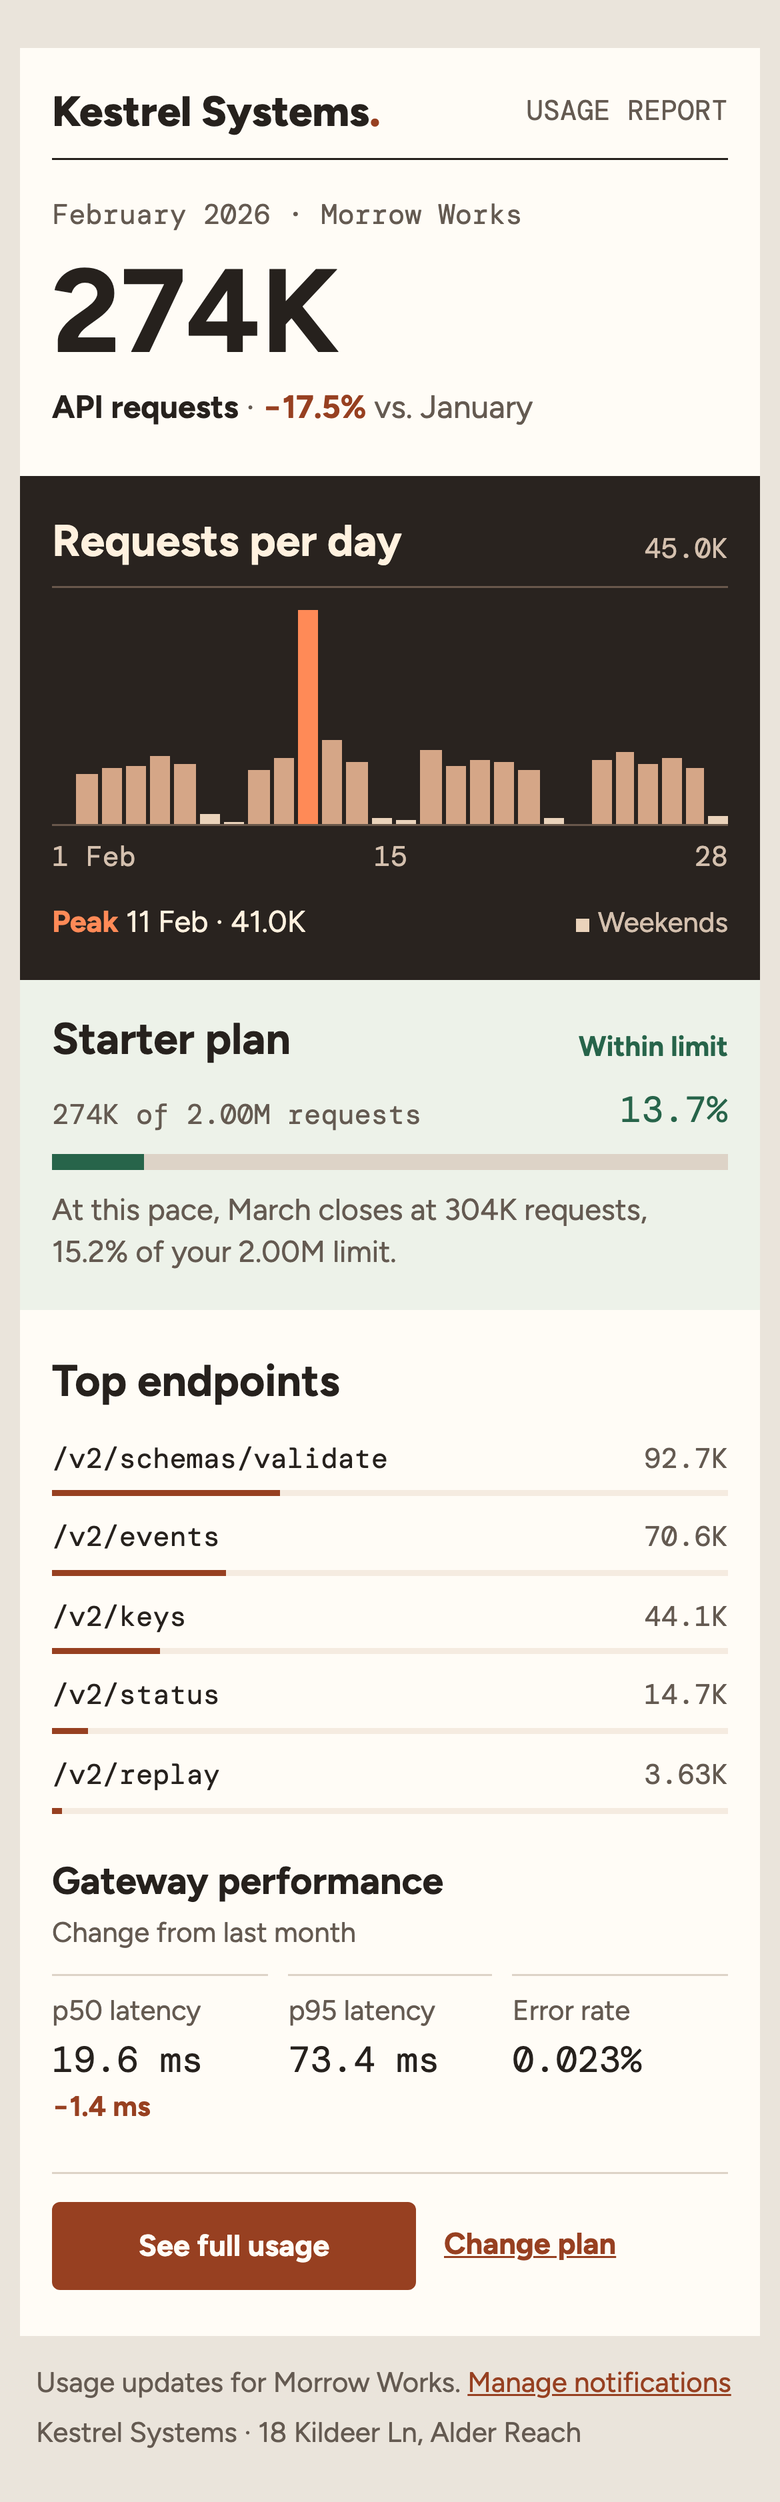 Kestrel Systems.
USAGE REPORT
February 2026 · Morrow Works
274K
API requests · −17.5% vs. January
Requests per day
45.0K
1 Feb 15 28
Peak 11 Feb · 41.0K
Weekends
Starter plan
Within limit
274K of 2.00M requests
13.7%
At this pace, March closes at 304K requests,
15.2% of your 2.00M limit.
Top endpoints
/v2/schemas/validate 92.7K
/v2/events 70.6K
/v2/keys 44.1K
/v2/status 14.7K
/v2/replay 3.63K
Gateway performance
Change from last month
p50 latency p95 latency Error rate
19.6 ms 73.4 ms 0.023%
−1.4 ms
See full usage
Change plan
Usage updates for Morrow Works. Manage notifications
Kestrel Systems · 18 Kildeer Ln, Alder Reach